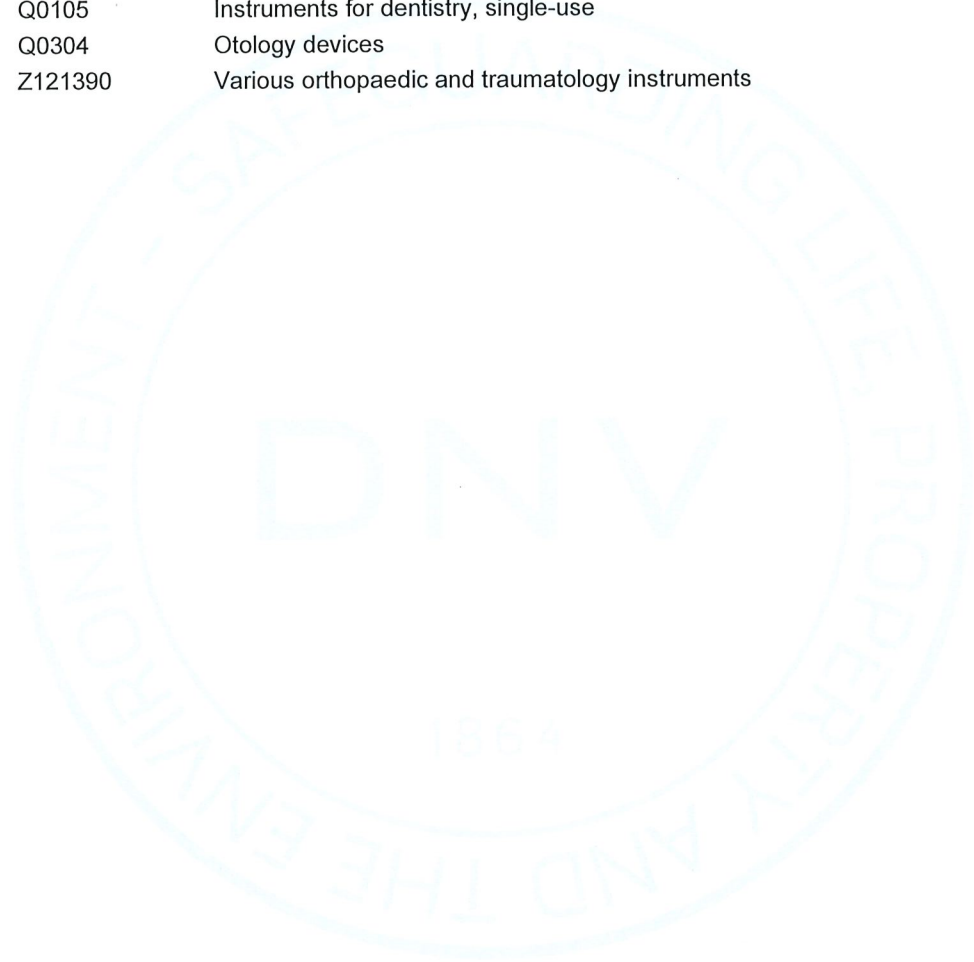 Q0105 Instruments for dentistry, single-use
Q0304 Otology devices
Z121390 Various orthopaedic and traumatology instruments
SAFEGUARDING LIFE, PROPERTY AND THE ENVIRONMENT -
DNV
1864